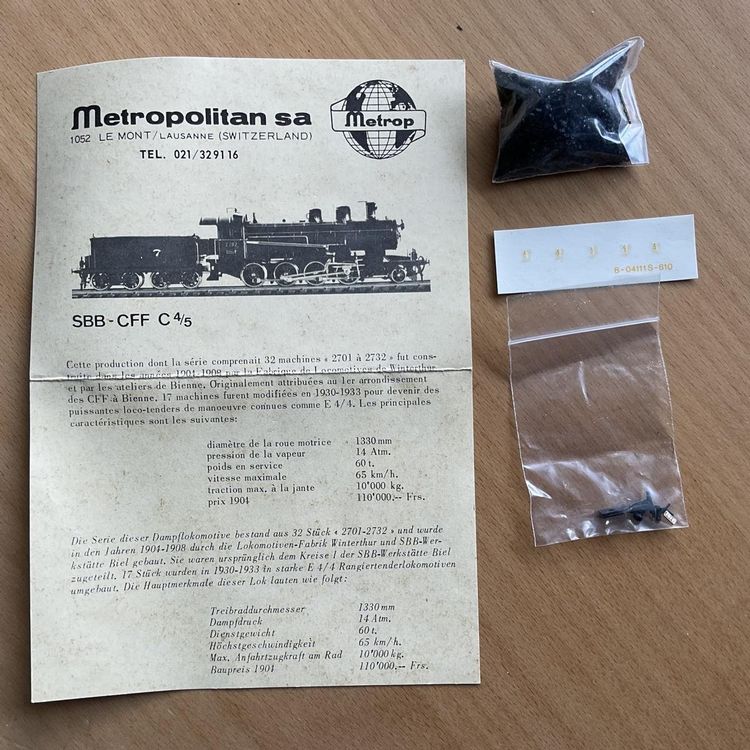 Metropolitan sa
Metrop
1052 LE MONT/LAUSANNE (SWITZERLAND)
TEL. 021/329116
7
SBB-CFF C 4/5
Cette production dont la série comprenait 32 machines « 2701 à 2732 » fut cons-
truite dans les années 1904-1908 par la Fabrique de Locomotives de Winterthur
et par les ateliers de Bienne. Originalement attribuées au 1er arrondissement
des CFF à Bienne. 17 machines furent modifiées en 1930-1933 pour devenir des
puissantes loco-tenders de manoeuvre connues comme E 4/4. Les principales
caractéristiques sont les suivantes:
diamètre de la roue motrice 1330 mm
pression de la vapeur 14 Atm.
poids en service 60 t.
vitesse maximale 65 km/h.
traction max. à la jante 10'000 kg.
prix 1904 110'000.-- Frs.
Die Serie dieser Dampflokomotive bestand aus 32 Stück « 2701-2732 » und wurde
in den Jahren 1904-1908 durch die Lokomotiven-Fabrik Winterthur und SBB-Wer-
kstätte Biel gebaut. Sie waren ursprünglich dem Kreise 1 der SBB-Werkstätte Biel
zugeteilt. 17 Stück wurden in 1930-1933 in starke E 4/4 Rangiertenderlokomotiven
umgebaut. Die Hauptmerkmale dieser Lok lauten wie folgt:
Treibraddurchmesser 1330 mm
Dampfdruck 14 Atm.
Dienstgewicht 60 t.
Höchstgeschwindigkeit 65 km/h.
Max. Anfahrtzugkraft am Rad 10'000 kg.
Baupreis 1904 110'000.-- Frs.
B-04111S-810